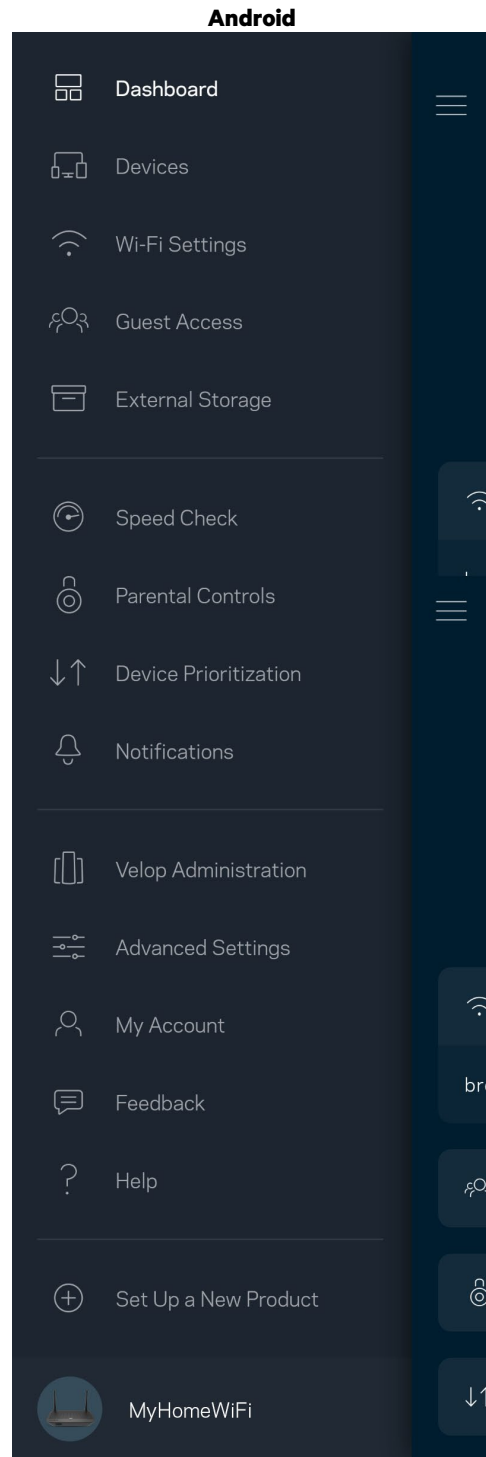 Android
Dashboard
Devices
Wi-Fi Settings
Guest Access
External Storage
Speed Check
Parental Controls
Device Prioritization
Notifications
Velop Administration
Advanced Settings
My Account
Feedback
Help
Set Up a New Product
MyHomeWiFi